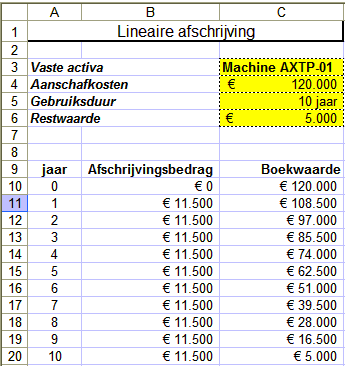 A B C
1 Lineaire afschrijving
2
3 Vaste activa Machine AXTP-01
4 Aanschafkosten € 120.000
5 Gebruiksduur 10 jaar
6 Restwaarde € 5.000
7
8
9 jaar Afschrijvingsbedrag Boekwaarde
10 0 € 0 € 120.000
11 1 € 11.500 € 108.500
12 2 € 11.500 € 97.000
13 3 € 11.500 € 85.500
14 4 € 11.500 € 74.000
15 5 € 11.500 € 62.500
16 6 € 11.500 € 51.000
17 7 € 11.500 € 39.500
18 8 € 11.500 € 28.000
19 9 € 11.500 € 16.500
20 10 € 11.500 € 5.000